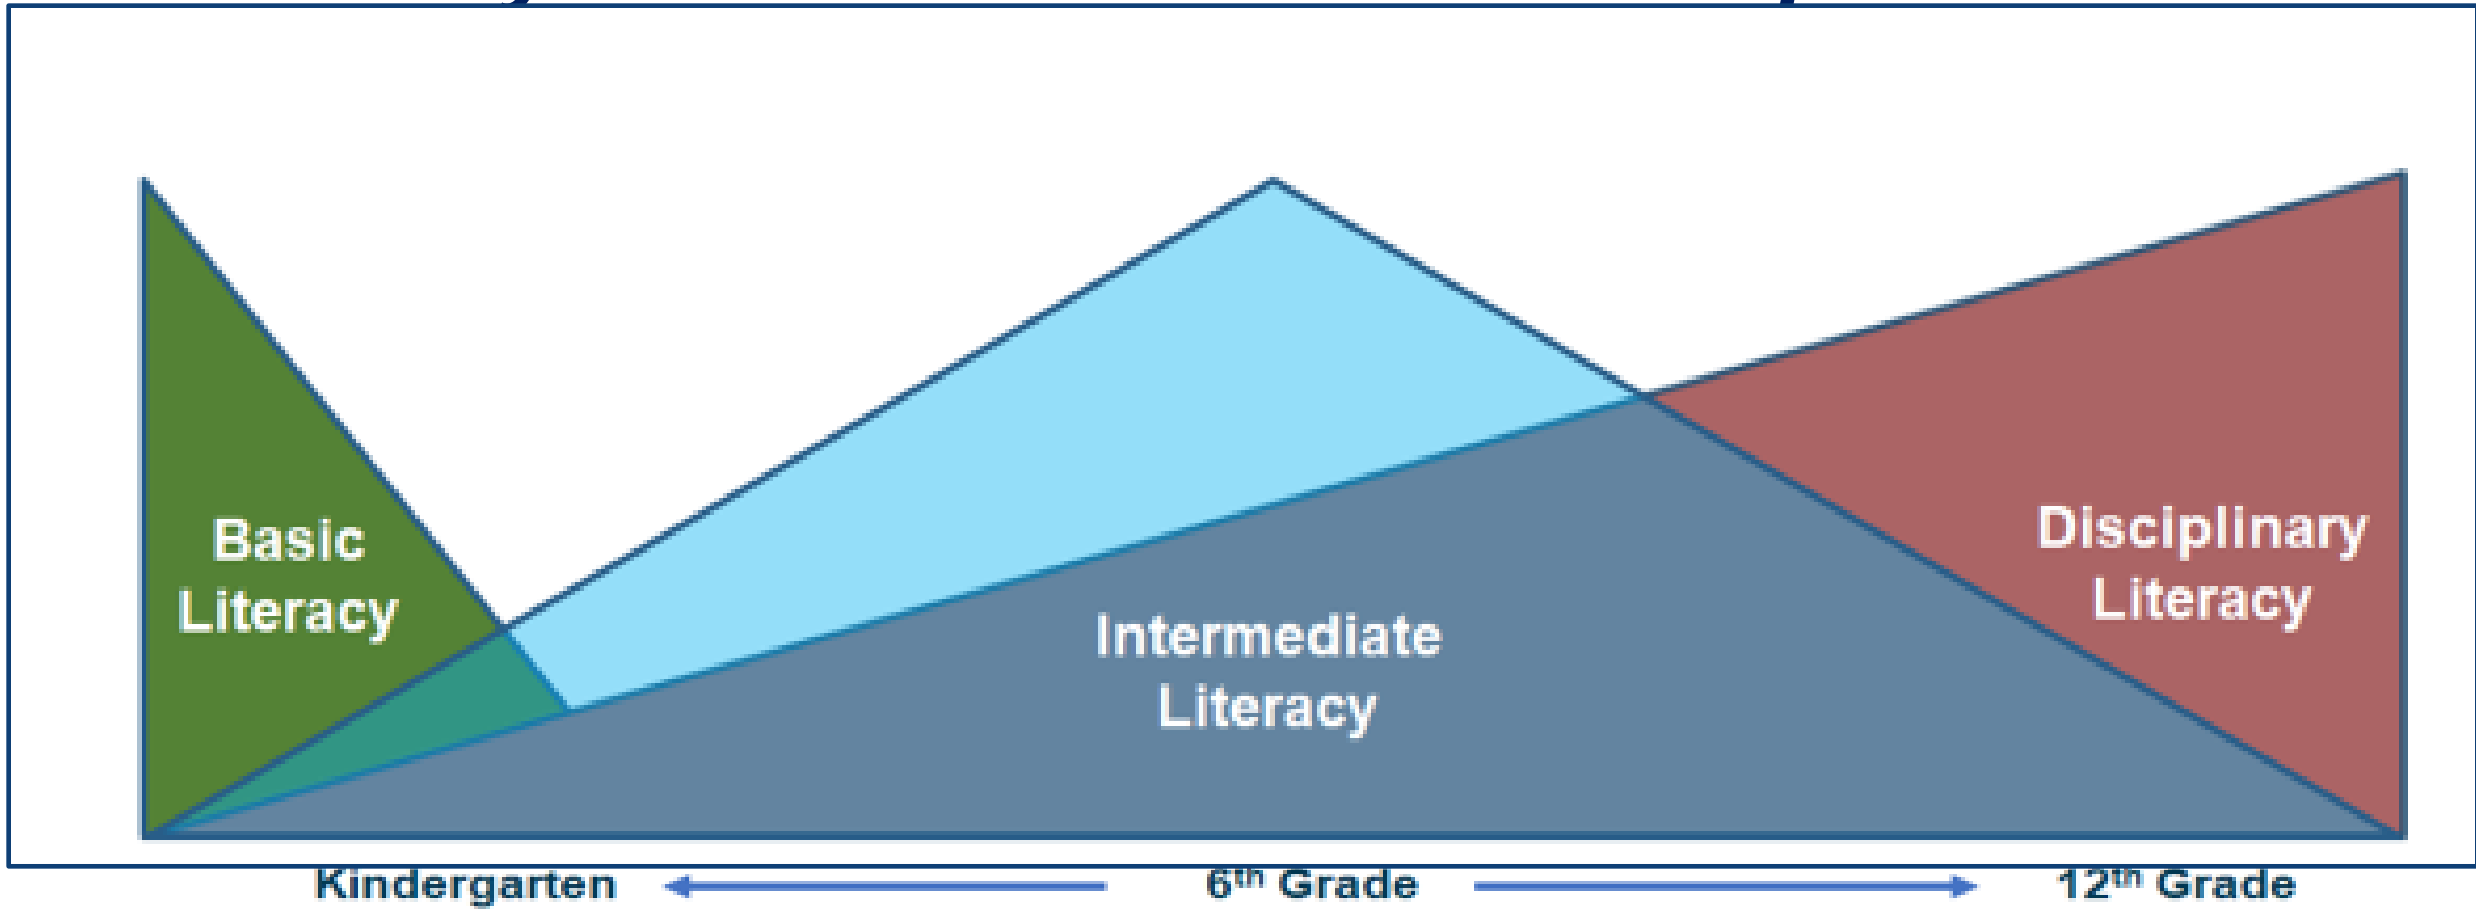 Basic
Literacy
Intermediate
Literacy
Disciplinary
Literacy
Kindergarten 6th Grade 12th Grade